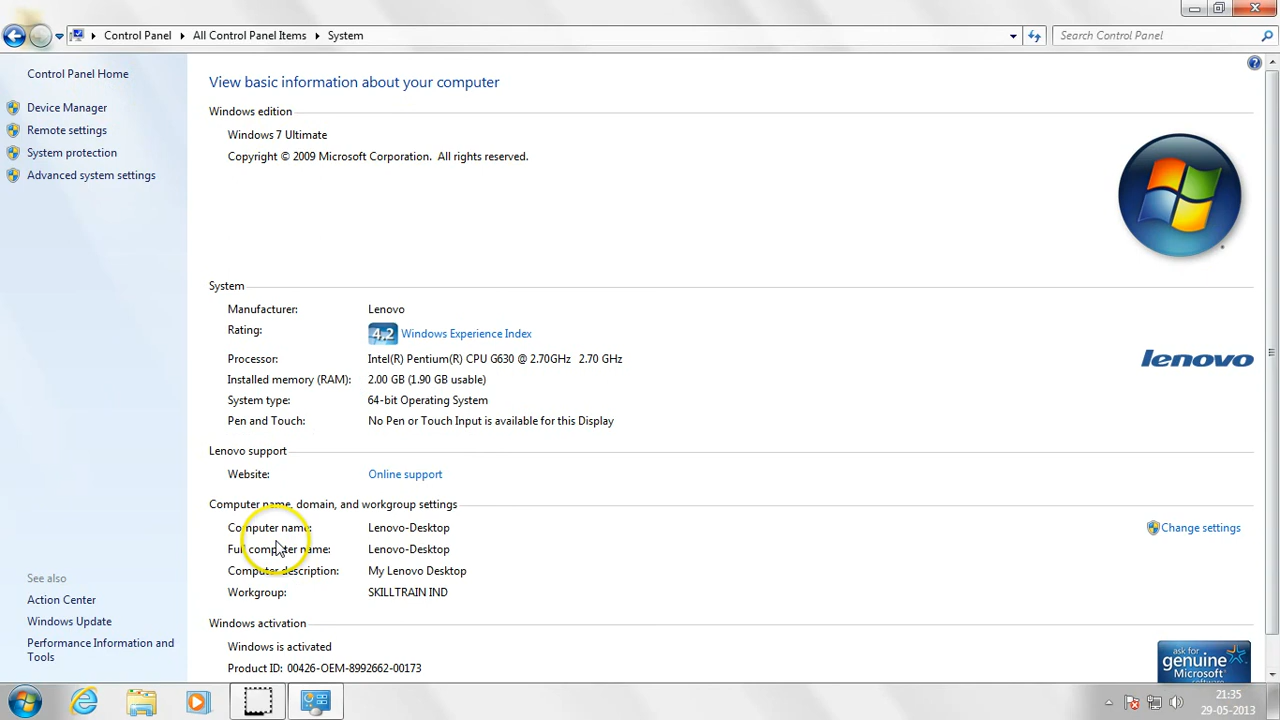 Control Panel All Control Panel Items System
Search Control Panel
Control Panel Home
Device Manager
Remote settings
System protection
Advanced system settings
See also
Action Center
Windows Update
Performance Information and
Tools
View basic information about your computer
Windows edition
Windows 7 Ultimate
Copyright © 2009 Microsoft Corporation. All rights reserved.
System
Manufacturer: Lenovo
Rating: 4.2 Windows Experience Index
Processor: Intel(R) Pentium(R) CPU G630 @ 2.70GHz 2.70 GHz
Installed memory (RAM): 2.00 GB (1.90 GB usable)
System type: 64-bit Operating System
Pen and Touch: No Pen or Touch Input is available for this Display
lenovo
Lenovo support
Website: Online support
Computer name, domain, and workgroup settings
Computer name: Lenovo-Desktop
Change settings
Full computer name: Lenovo-Desktop
Computer description: My Lenovo Desktop
Workgroup: SKILLTRAIN IND
Windows activation
Windows is activated
Product ID: 00426-OEM-8992662-00173
ask for
genuine
Microsoft
software
21:35
29-05-2013